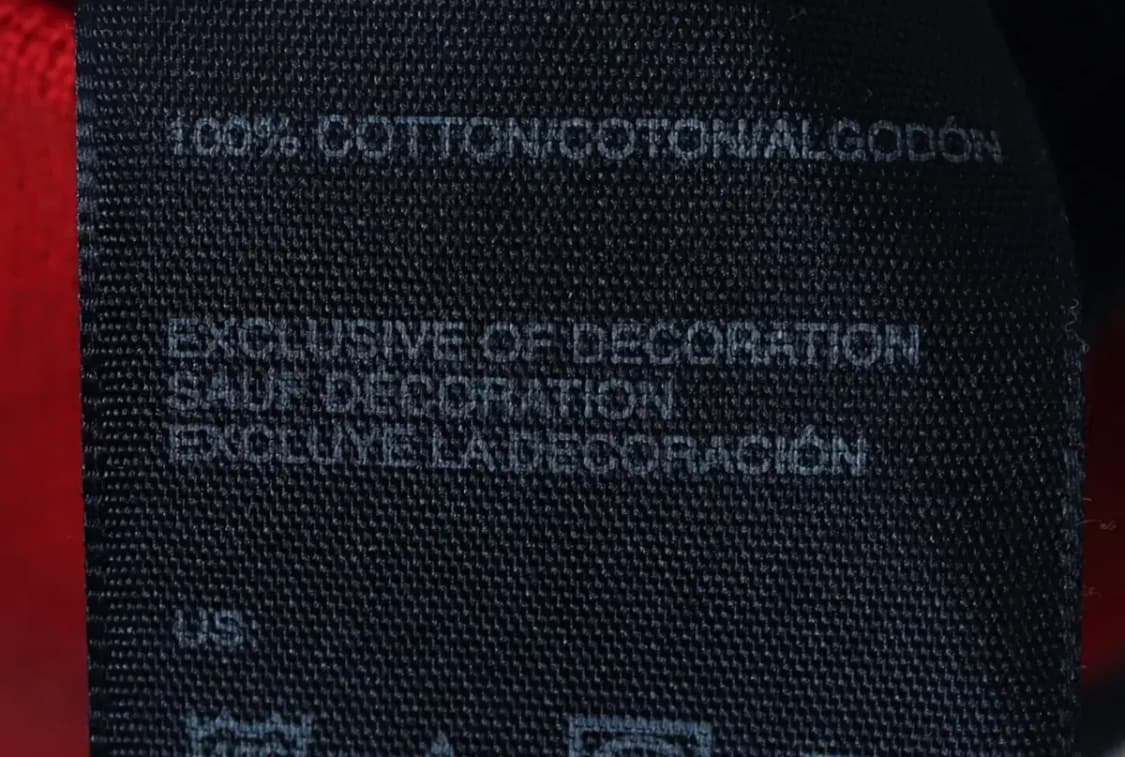 100% COTTON/COTON/ALGODÓN
EXCLUSIVE OF DECORATION
SAUF DÉCORATION
EXCLUYE LA DECORACIÓN
US